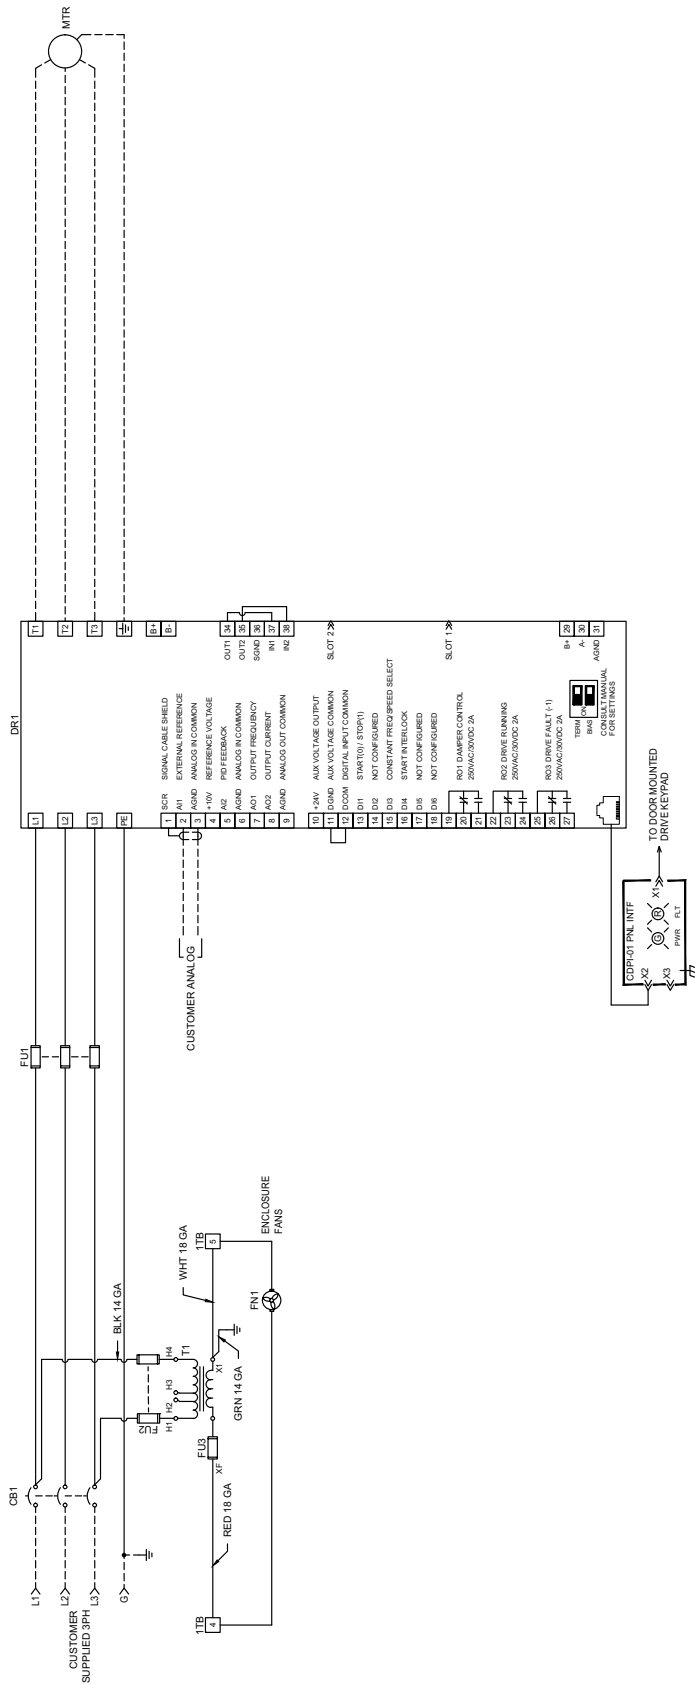 MTR
DR1
T1
T2
T3
B+
B-
OUT1 34
OUT2 35
SGND 36
IN1 37
IN2 38
SLOT 2
SLOT 1
B+ 29
A- 30
AGND 31
L1
L2
L3
PE
SCR 1 SIGNAL CABLE SHIELD
AI1 2 EXTERNAL REFERENCE
AGND 3 ANALOG IN COMMON
+10V 4 REFERENCE VOLTAGE
AI2 5 PID FEEDBACK
AGND 6 ANALOG IN COMMON
AO1 7 OUTPUT FREQUENCY
AO2 8 OUTPUT CURRENT
AGND 9 ANALOG OUT COMMON
+24V 10 AUX VOLTAGE OUTPUT
DGND 11 AUX VOLTAGE COMMON
DCOM 12 DIGITAL INPUT COMMON
DI1 13 START(0) / STOP(1)
DI2 14 NOT CONFIGURED
DI3 15 CONSTANT FREQ/SPEED SELECT
DI4 16 START INTERLOCK
DI5 17 NOT CONFIGURED
DI6 18 NOT CONFIGURED
19
20
21
RO1 DAMPER CONTROL
250VAC/30VDC 2A
22
23
24
RO2 DRIVE RUNNING
250VAC/30VDC 2A
25
26
27
RO3 DRIVE FAULT (-1)
250VAC/30VDC 2A
TERM
ON
BIAS
CONSULT MANUAL
FOR SETTINGS
TO DOOR MOUNTED
DRIVE KEYPAD
CDPI-01 PNL INTF
X1
X2
X3
G
R
PWR
FLT
CUSTOMER ANALOG
FU1
ENCLOSURE
FANS
1TB
5
WHT 18 GA
BLK 14 GA
FN1
T1
H4
H3
H2
H1
X1
GRN 14 GA
FU2
FU3
XF
RED 18 GA
CB1
1TB
4
L1
L2
L3
G
CUSTOMER
SUPPLIED 3PH